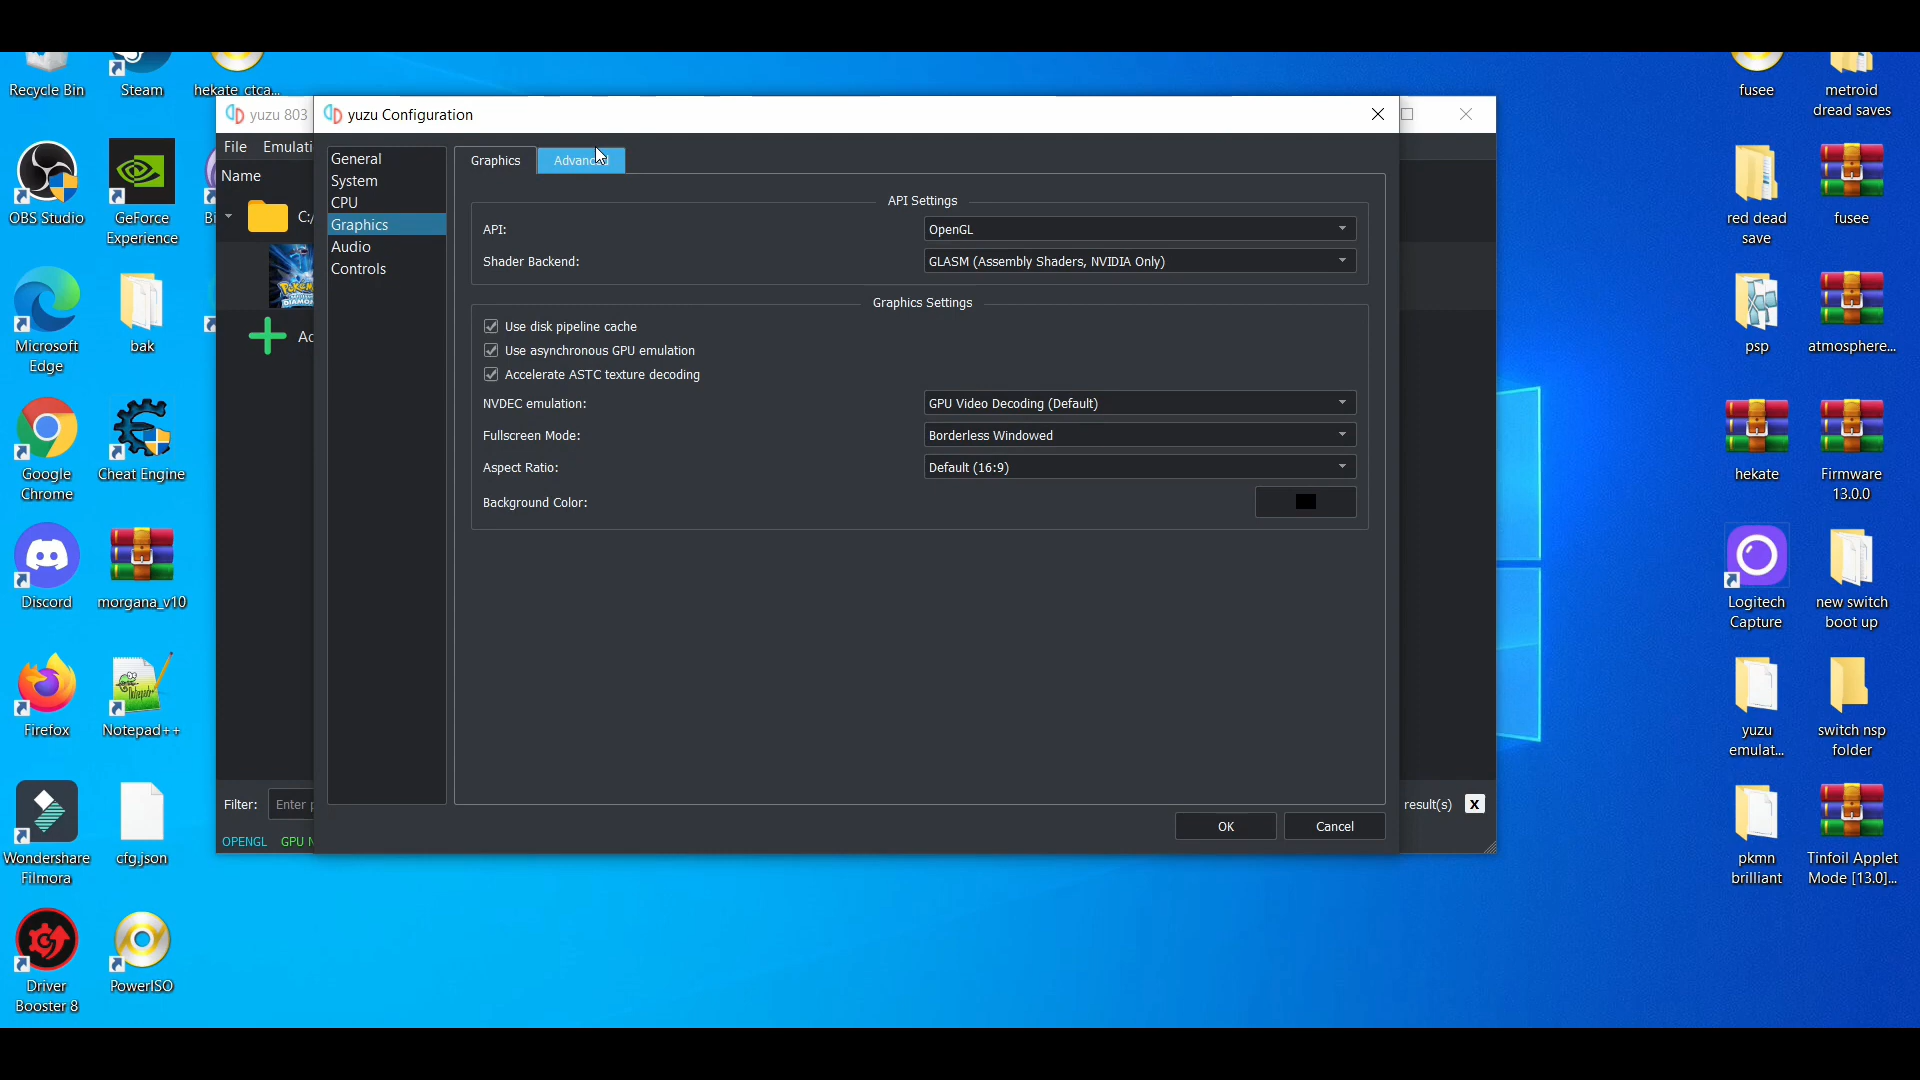 Recycle Bin
Steam
hekate_ctca...
fusee
metroid
dread saves
yuzu 803
yuzu Configuration
File
Emulati
Name
General
System
CPU
Graphics
Audio
Controls
Graphics
API Settings
API:
OpenGL
Shader Backend:
GLASM (Assembly Shaders, NVIDIA Only)
Graphics Settings
Use disk pipeline cache
Use asynchronous GPU emulation
Accelerate ASTC texture decoding
NVDEC emulation:
GPU Video Decoding (Default)
Fullscreen Mode:
Borderless Windowed
Aspect Ratio:
Default (16:9)
Background Color:
OK
Cancel
C:/
Filter:
Enter
result(s)
X
OPENGL
GPU
OBS Studio
GeForce
Experience
red dead
save
fusee
Microsoft
Edge
bak
psp
atmosphere...
Google
Chrome
Cheat Engine
hekate
Firmware
13.0.0
Discord
morgana_v10
Logitech
Capture
new switch
boot up
Firefox
Notepad++
yuzu
emulat...
switch nsp
folder
Wondershare
Filmora
cfg.json
pkmn
brilliant
Tinfoil Applet
Mode [13.0]...
Driver
Booster 8
PowerISO